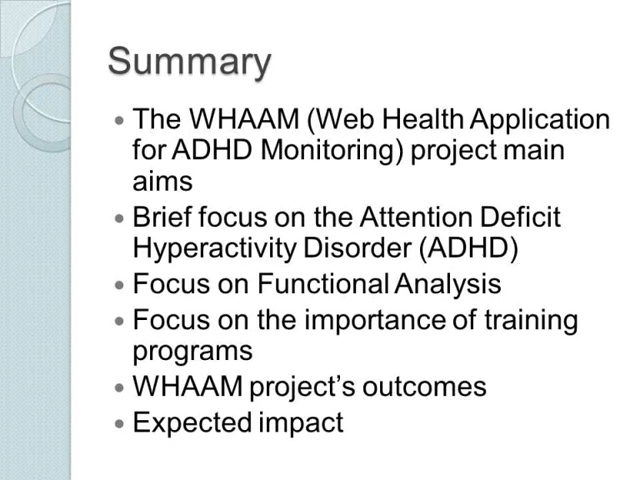 Summary
• The WHAAM (Web Health Application
for ADHD Monitoring) project main
aims
• Brief focus on the Attention Deficit
Hyperactivity Disorder (ADHD)
• Focus on Functional Analysis
• Focus on the importance of training
programs
• WHAAM project’s outcomes
• Expected impact